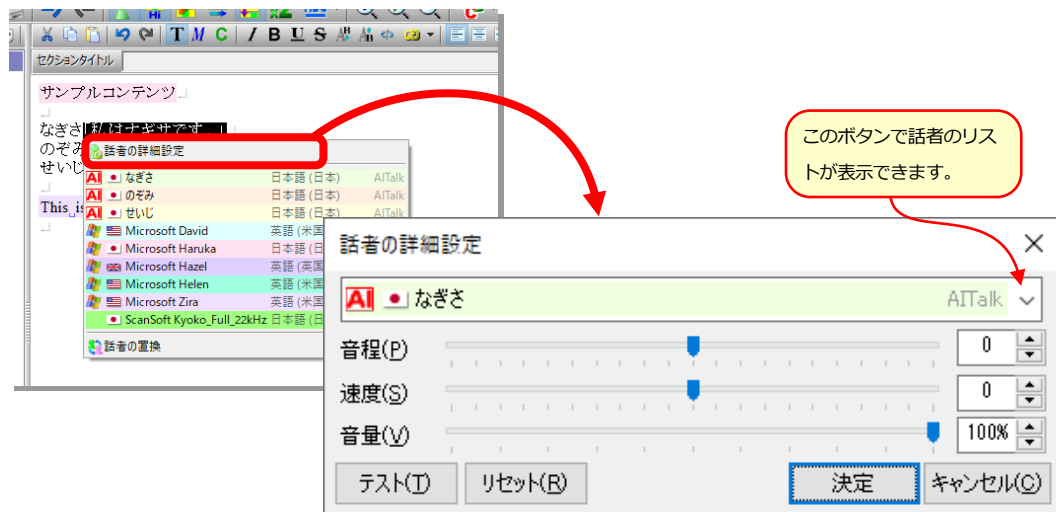 T M C I B U S
セクションタイトル
サンプルコンテンツ
なぎさ 私はナギサです。
のぞみ
せいじ
This is
話者の詳細設定
AI なぎさ 日本語 (日本) AITalk
AI のぞみ 日本語 (日本) AITalk
AI せいじ 日本語 (日本) AITalk
Microsoft David 英語 (米国
Microsoft Haruka 日本語 (日
Microsoft Hazel 英語 (英国
Microsoft Helen 英語 (米国
Microsoft Zira 英語 (米国
ScanSoft Kyoko_Full_22kHz 日本語 (日
話者の置換
このボタンで話者のリス
トが表示できます。
話者の詳細設定
AI なぎさ AITalk
音程(P) 0
速度(S) 0
音量(V) 100%
テスト(T) リセット(R) 決定 キャンセル(C)